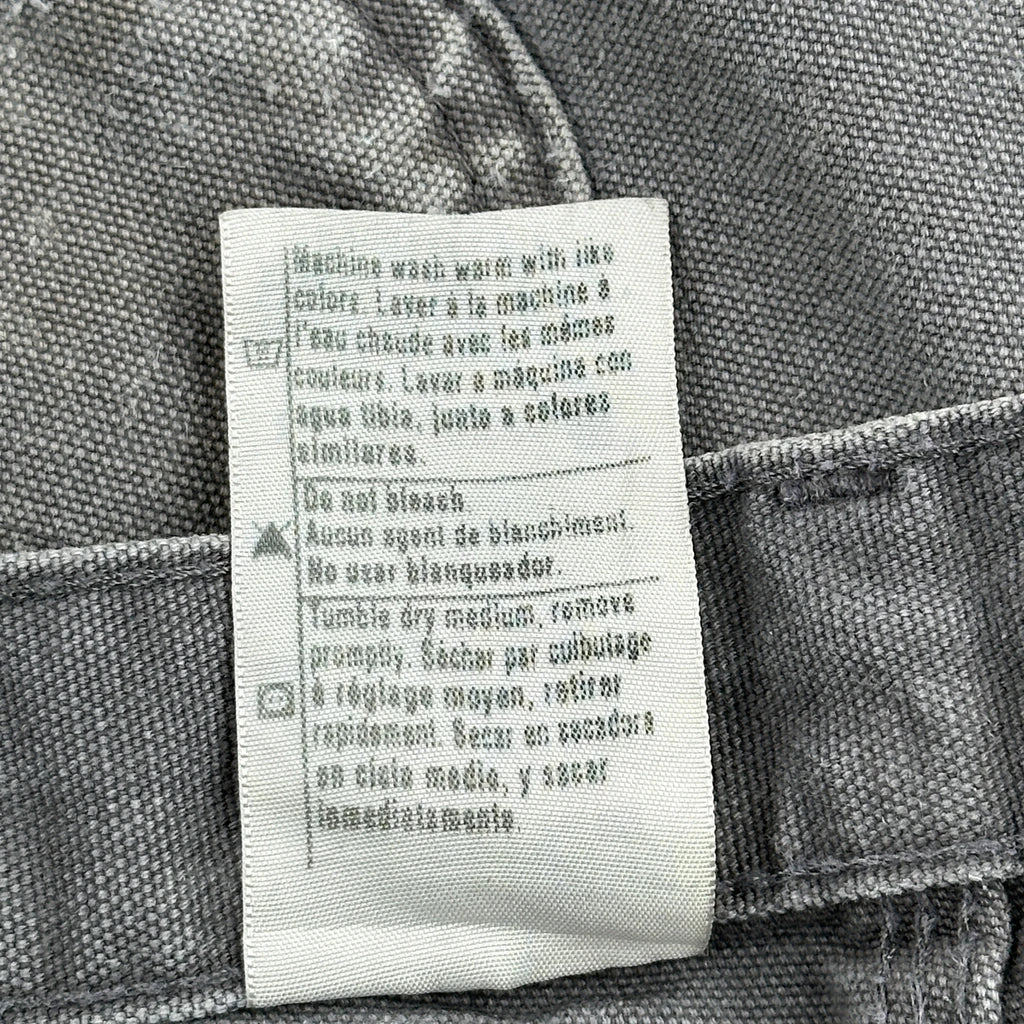 Machine wash warm with like
colors. Laver à la machine à
l'eau chaude avec les mêmes
couleurs. Lavar a máquina con
agua tibia, junto a colores
similares.
Do not bleach
Aucun agent de blanchiment.
No usar blanqueador.
Tumble dry medium, remove
promptly. Sécher par culbutage
à réglage moyen, retirer
rapidement. Secar en secadora
en ciclo medio, y sacar
inmediatamente.